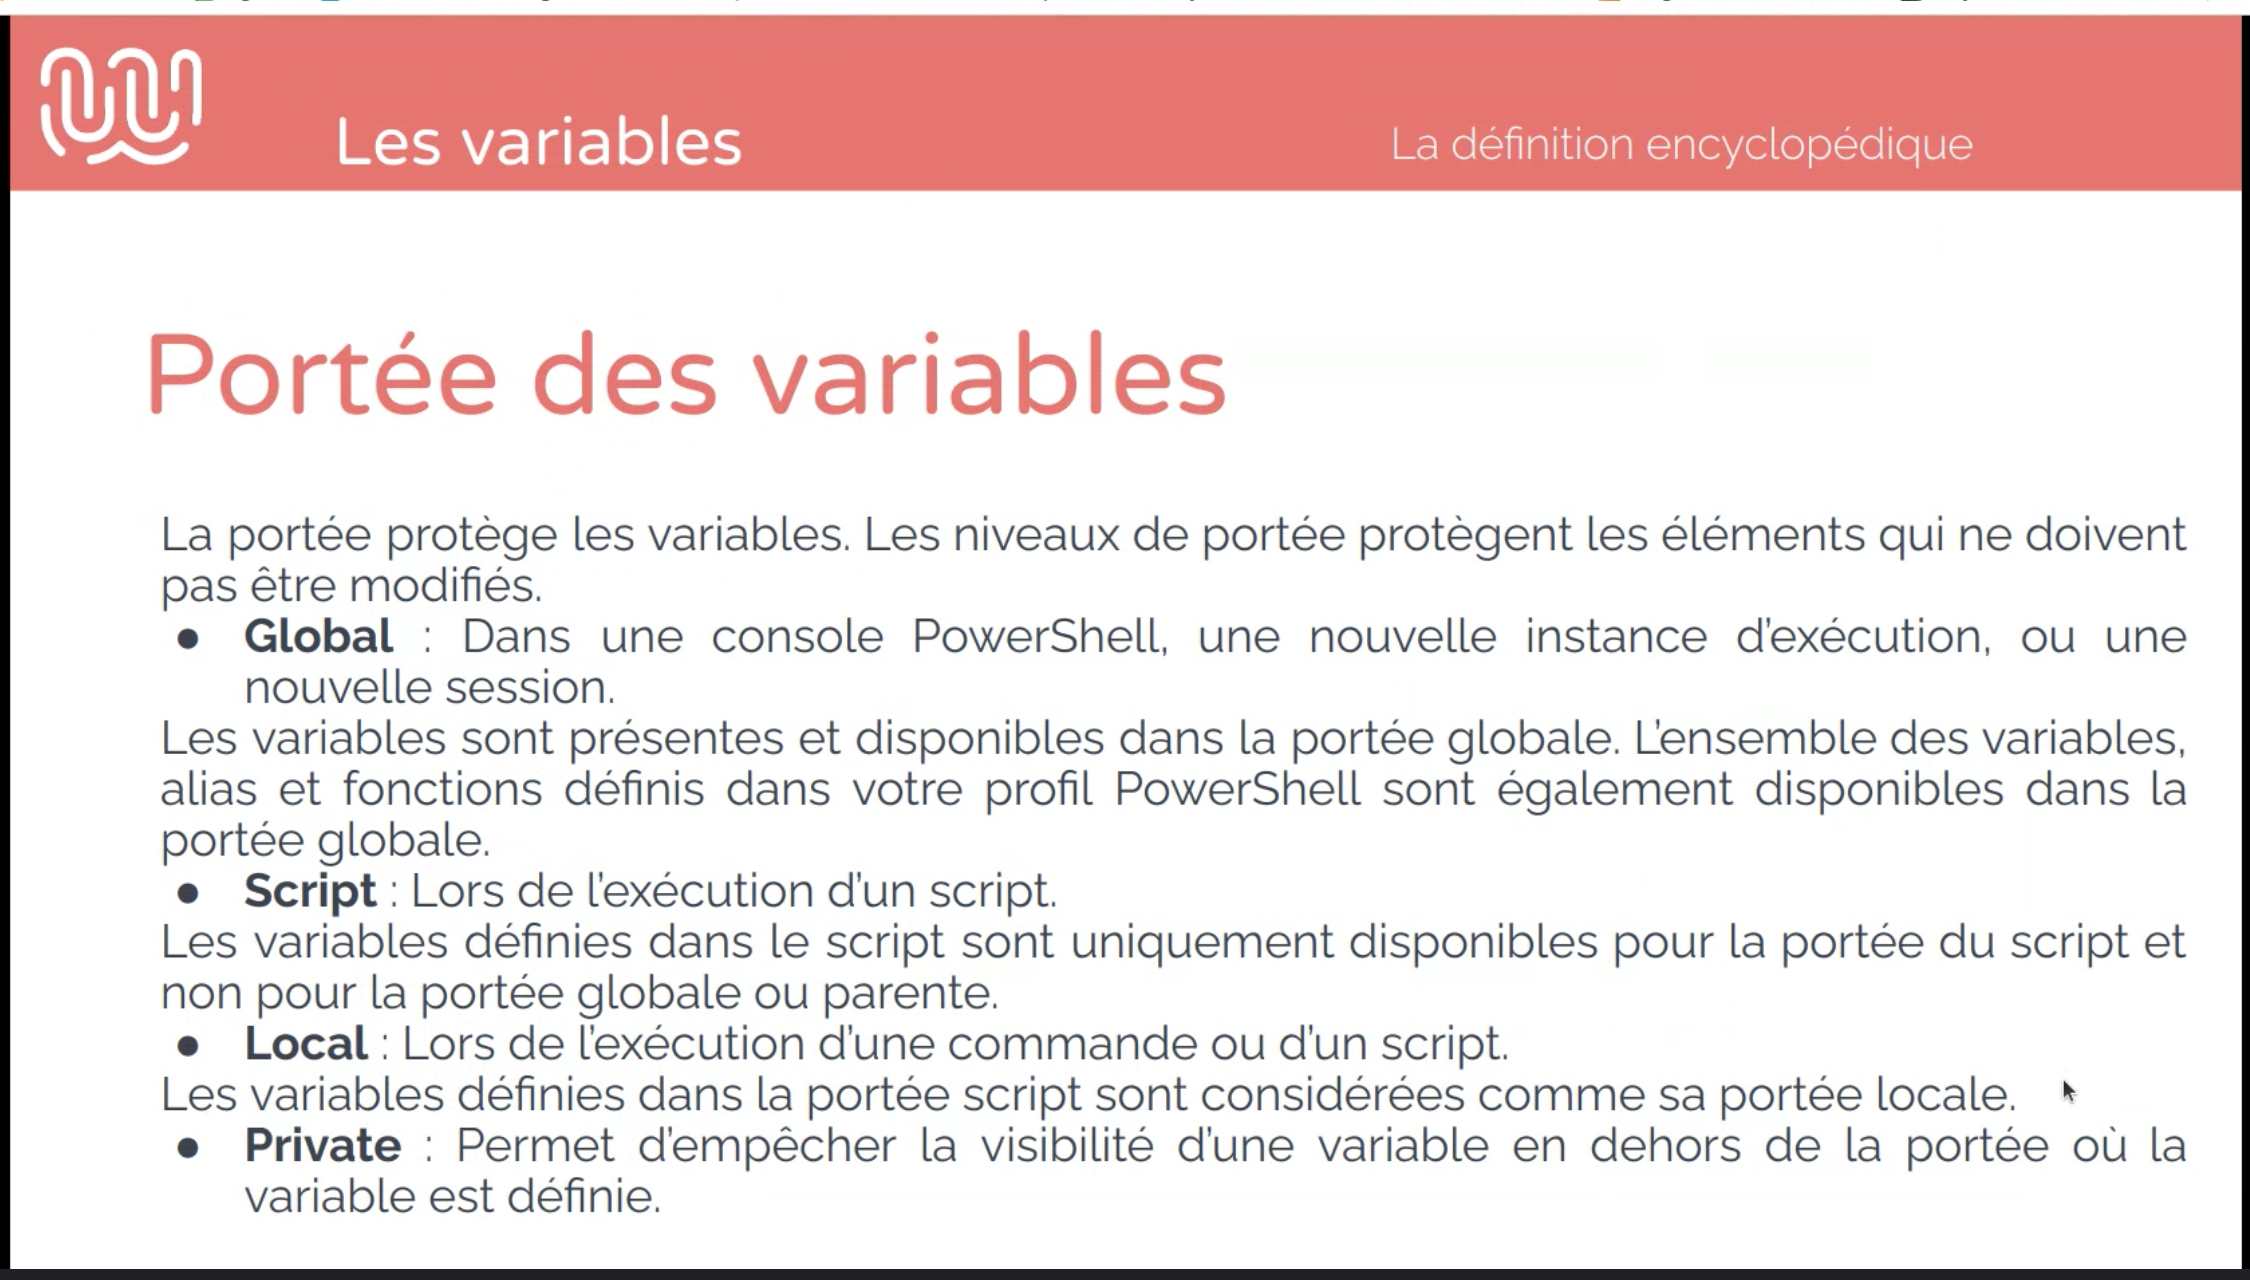 Les variables
La définition encyclopédique
Portée des variables
La portée protège les variables. Les niveaux de portée protègent les éléments qui ne doivent
pas être modifiés.
● Global : Dans une console PowerShell, une nouvelle instance d'exécution, ou une
nouvelle session.
Les variables sont présentes et disponibles dans la portée globale. L'ensemble des variables,
alias et fonctions définis dans votre profil PowerShell sont également disponibles dans la
portée globale.
● Script : Lors de l'exécution d'un script.
Les variables définies dans le script sont uniquement disponibles pour la portée du script et
non pour la portée globale ou parente.
● Local : Lors de l'exécution d'une commande ou d'un script.
Les variables définies dans la portée script sont considérées comme sa portée locale.
● Private : Permet d'empêcher la visibilité d'une variable en dehors de la portée où la
variable est définie.